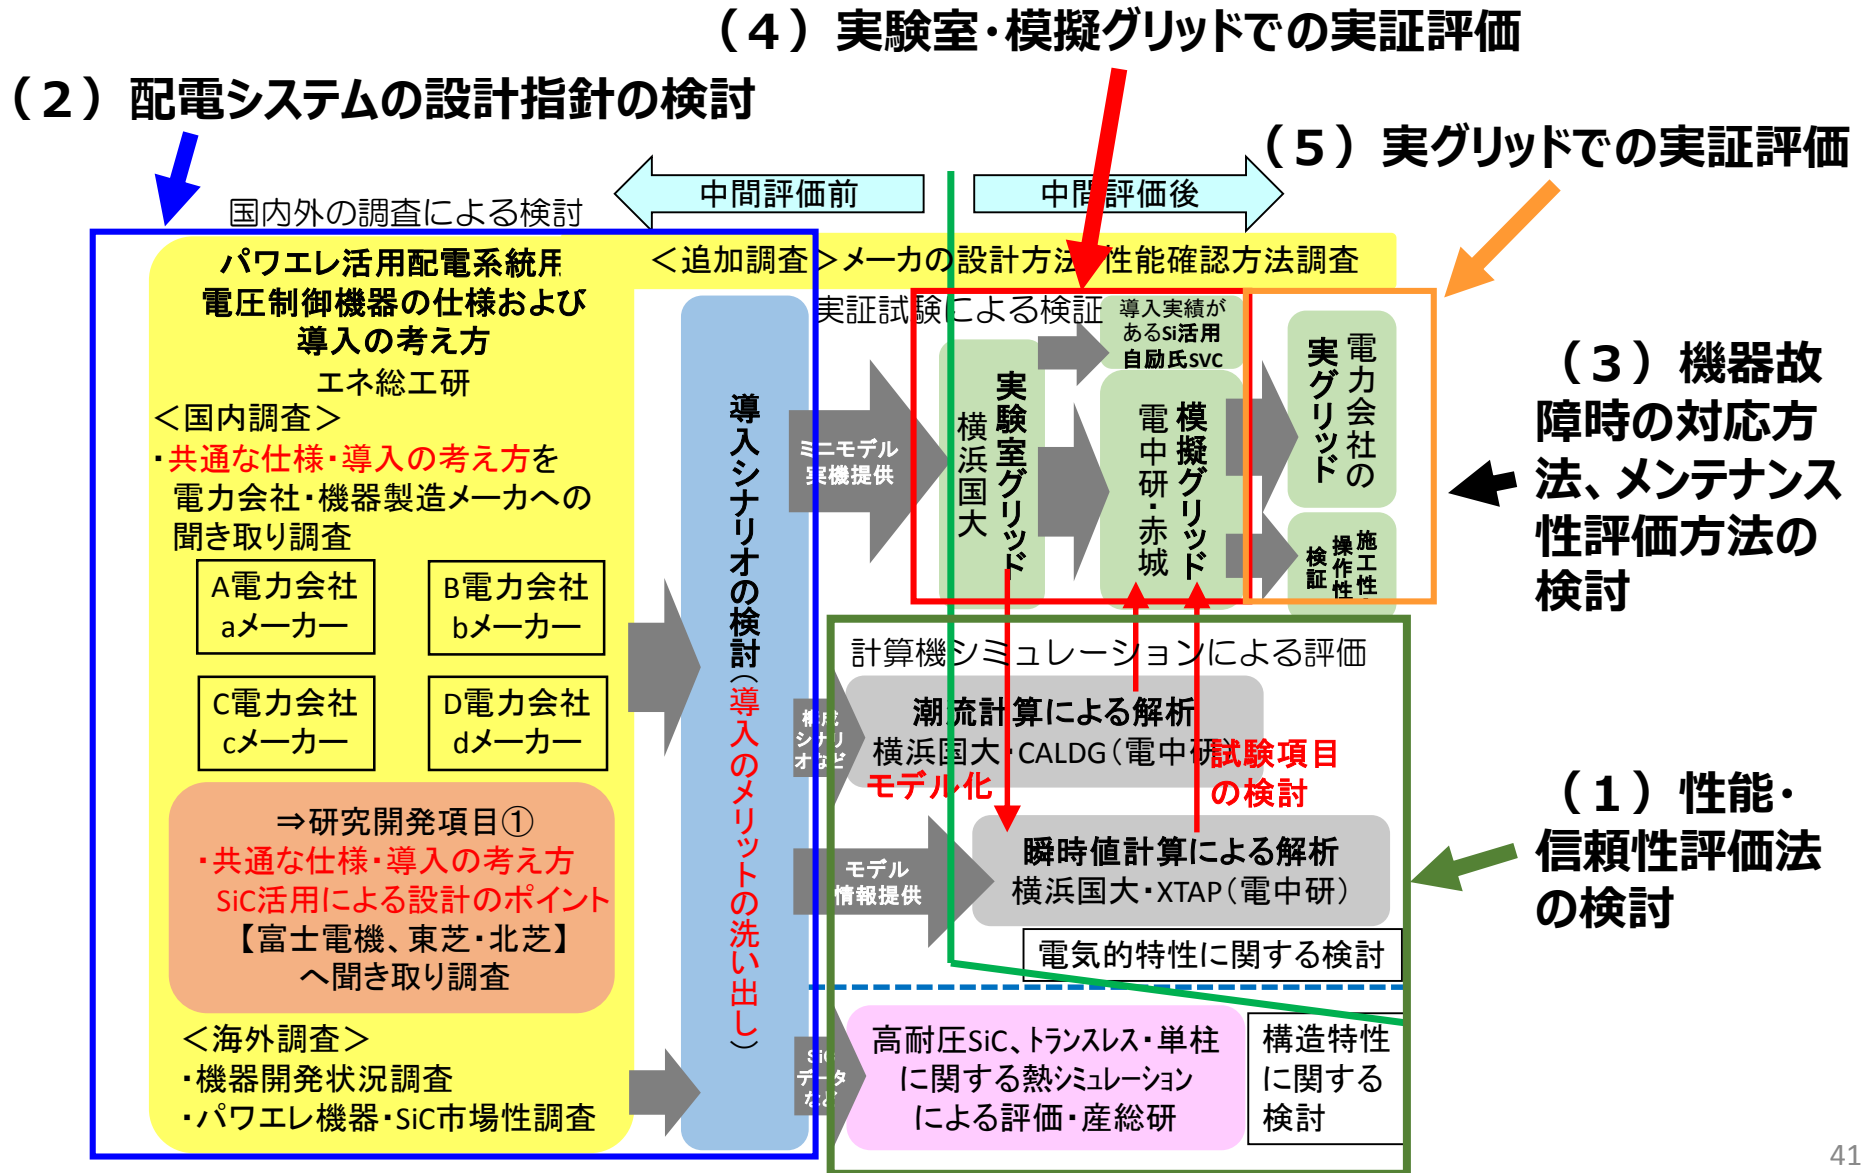 （４）実験室・模擬グリッドでの実証評価
（２）配電システムの設計指針の検討
（５）実グリッドでの実証評価
中間評価前
中間評価後
国内外の調査による検討
パワエレ活用配電系統用
電圧制御機器の仕様および
導入の考え方
エネ総工研
＜国内調査＞
・共通な仕様・導入の考え方を
電力会社・機器製造メーカへの
聞き取り調査
A電力会社
aメーカー
B電力会社
bメーカー
C電力会社
cメーカー
D電力会社
dメーカー
⇒研究開発項目①
・共通な仕様・導入の考え方
SiC活用による設計のポイント
【富士電機、東芝・北芝】
へ聞き取り調査
＜海外調査＞
・機器開発状況調査
・パワエレ機器・SiC市場性調査
導入シナリオの検討（導入のメリットの洗い出し）
＜追加調査＞メーカの設計方法 性能確認方法調査
実証試験による検証
ミニモデル
実機提供
実験室グリッド
横浜国大
導入実績が
あるSi活用
自励氏SVC
模擬グリッド
電中研・赤城
電力会社の
実グリッド
施工性
操作性
検証
（３）機器故
障時の対応方
法、メンテナンス
性評価方法の
検討
計算機シミュレーションによる評価
構成
シナリ
オなど
潮流計算による解析
横浜国大・CALDG（電中研）
モデル化
試験項目
の検討
モデル
情報提供
瞬時値計算による解析
横浜国大・XTAP（電中研）
電気的特性に関する検討
（１）性能・
信頼性評価法
の検討
SiC
データ
など
高耐圧SiC、トランスレス・単柱
に関する熱シミュレーション
による評価・産総研
構造特性
に関する
検討
41